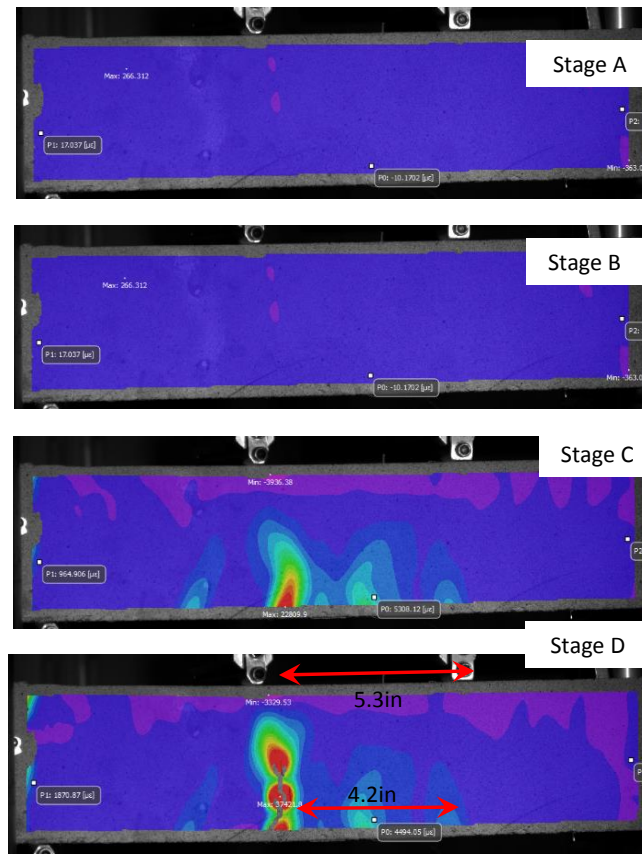 Stage A
Max: 266.312
P1: 17.037 [µε]
P2:
P0: -10.1702 [µε]
Min: -363.0
Stage B
Max: 266.312
P1: 17.037 [µε]
P2:
P0: -10.1702 [µε]
Min: -363.0
Stage C
Min: -3936.38
P2
P1: 964.906 [µε]
P0: 5308.12 [µε]
Max: 22809.9
Stage D
5.3in
Min: -3329.53
P1: 1870.87 [µε]
4.2in
Max: 37421.8
P0: 4494.05 [µε]